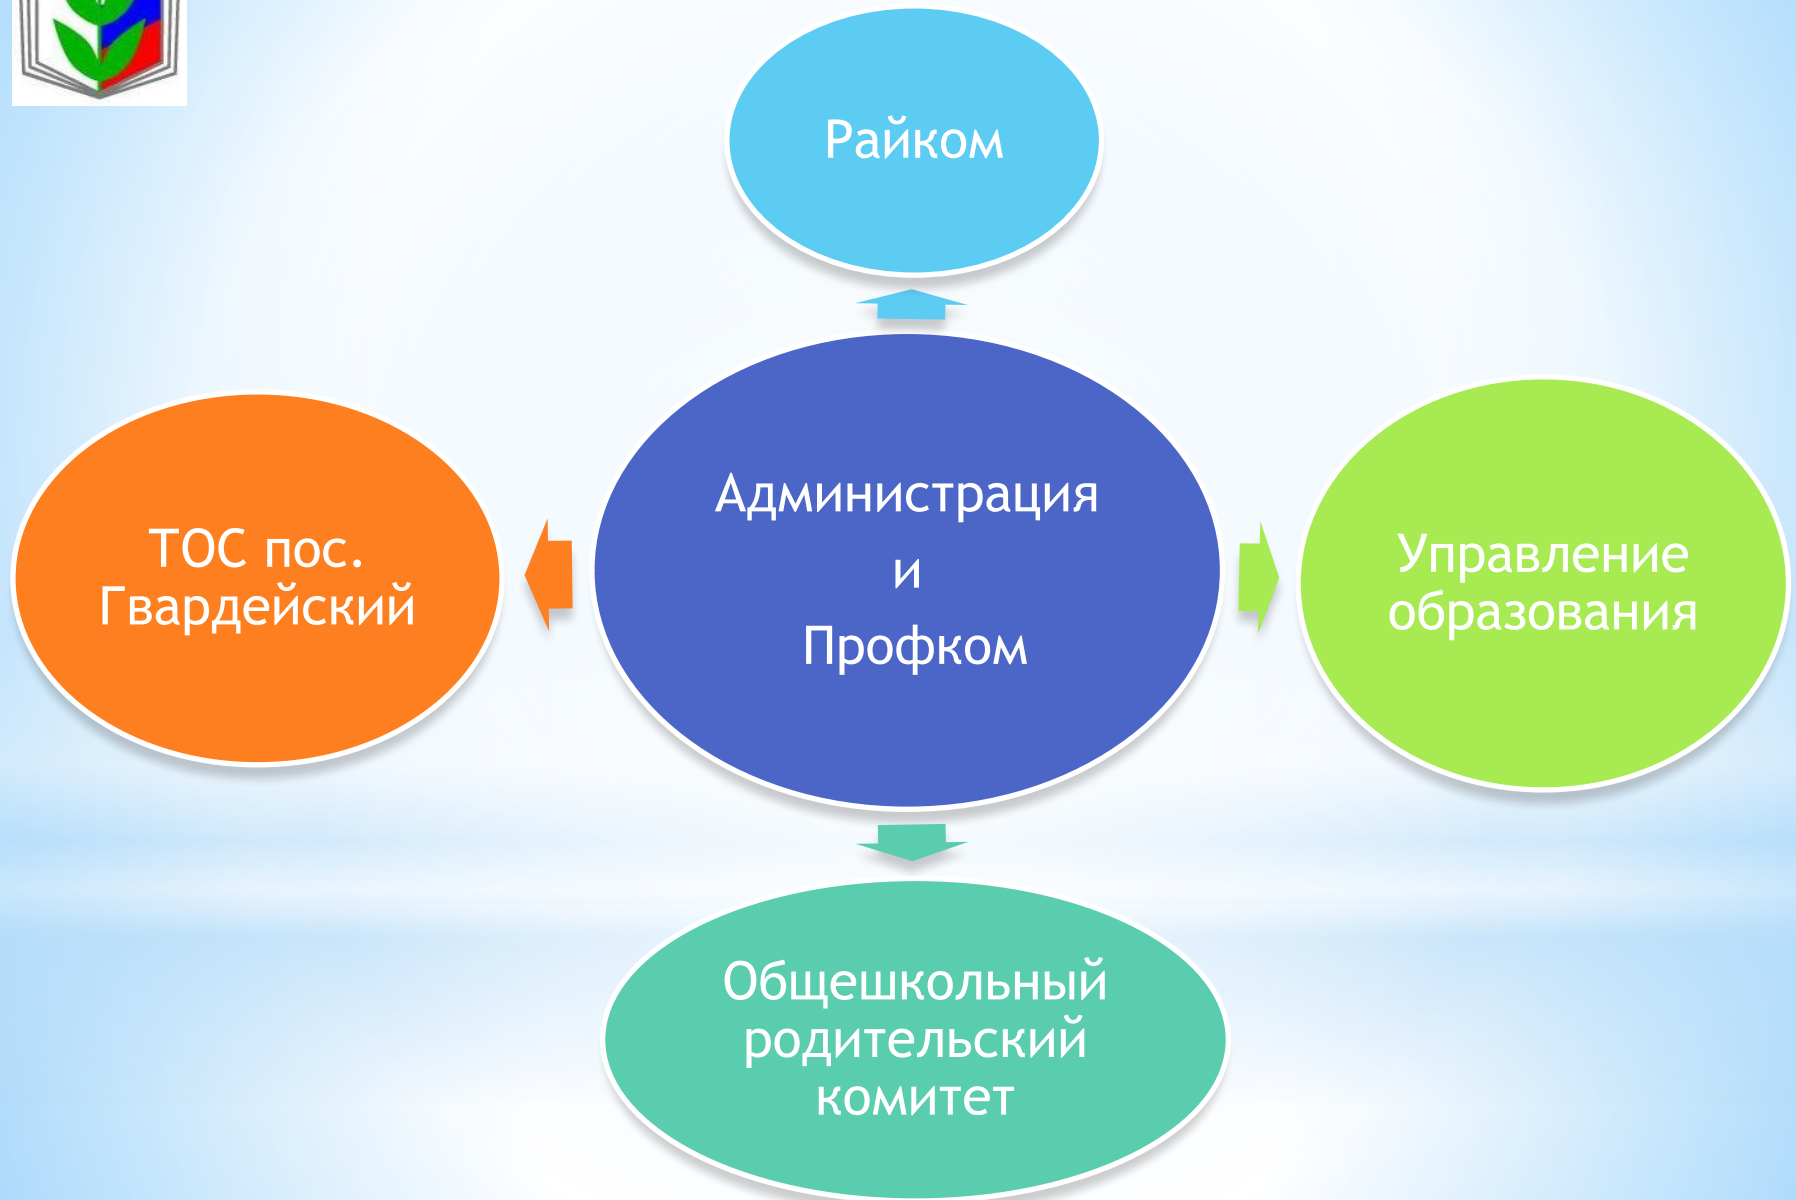 Райком
ТОС пос.
Гвардейский
Администрация
и
Профком
Управление
образования
Общешкольный
родительский
комитет